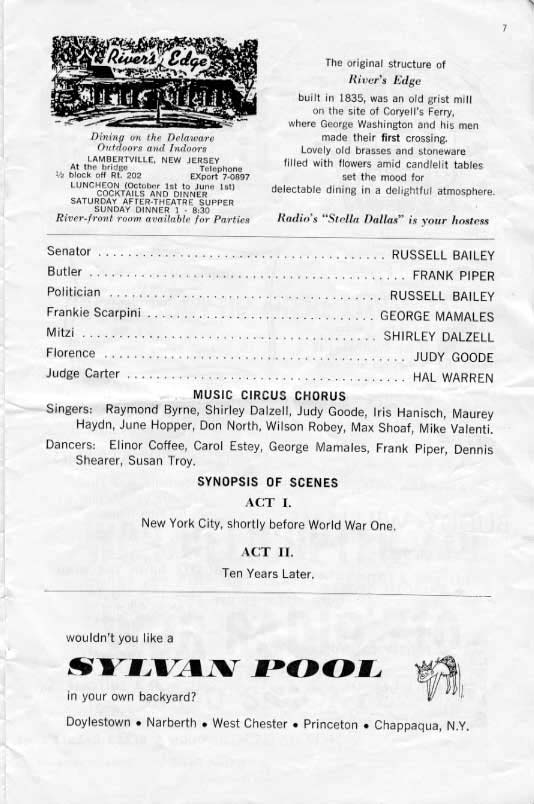 7
River's Edge
Dining on the Delaware
Outdoors and Indoors
LAMBERTVILLE, NEW JERSEY
At the bridge Telephone
½ block off Rt. 202 EXport 7-0897
LUNCHEON (October 1st to June 1st)
COCKTAILS AND DINNER
SATURDAY AFTER-THEATRE SUPPER
SUNDAY DINNER 1 - 8:30
River-front room available for Parties
The original structure of
River's Edge
built in 1835, was an old grist mill
on the site of Coryell's Ferry,
where George Washington and his men
made their first crossing.
Lovely old brasses and stoneware
filled with flowers amid candlelit tables
set the mood for
delectable dining in a delightful atmosphere.
Radio's "Stella Dallas" is your hostess
Senator ........................................ RUSSELL BAILEY
Butler ........................................ FRANK PIPER
Politician ........................................ RUSSELL BAILEY
Frankie Scarpini ................................ GEORGE MAMALES
Mitzi ........................................ SHIRLEY DALZELL
Florence ........................................ JUDY GOODE
Judge Carter ...................................... HAL WARREN
MUSIC CIRCUS CHORUS
Singers: Raymond Byrne, Shirley Dalzell, Judy Goode, Iris Hanisch, Maurey
Haydn, June Hopper, Don North, Wilson Robey, Max Shoaf, Mike Valenti.
Dancers: Elinor Coffee, Carol Estey, George Mamales, Frank Piper, Dennis
Shearer, Susan Troy.
SYNOPSIS OF SCENES
ACT I.
New York City, shortly before World War One.
ACT II.
Ten Years Later.
wouldn't you like a
SYLVAN POOL
in your own backyard?
Doylestown • Narberth • West Chester • Princeton • Chappaqua, N.Y.